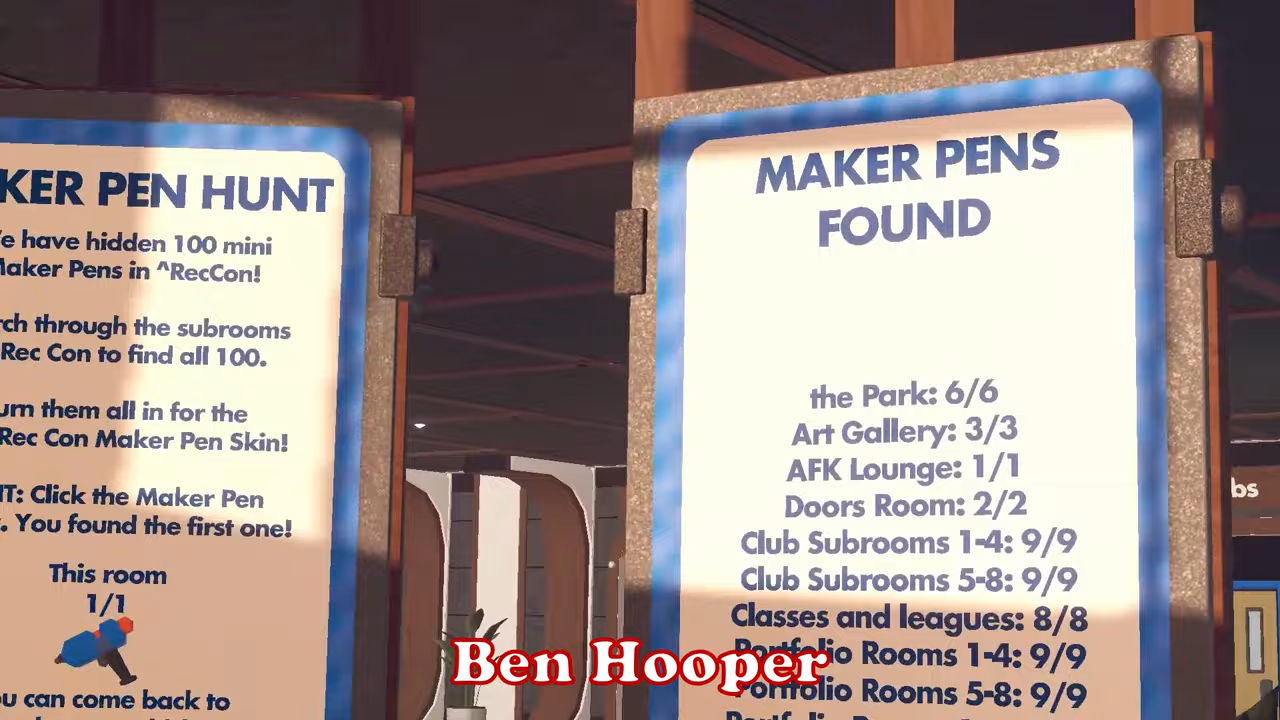 KER PEN HUNT
e have hidden 100 mini
Maker Pens in ^RecCon!
rch through the subrooms
Rec Con to find all 100.
urn them all in for the
Rec Con Maker Pen Skin!
NT: Click the Maker Pen
. You found the first one!
This room
1/1
ou can come back to
MAKER PENS
FOUND
the Park: 6/6
Art Gallery: 3/3
AFK Lounge: 1/1
Doors Room: 2/2
Club Subrooms 1-4: 9/9
Club Subrooms 5-8: 9/9
Classes and leagues: 8/8
Portfolio Rooms 1-4: 9/9
Portfolio Rooms 5-8: 9/9
bs
Ben Hooper